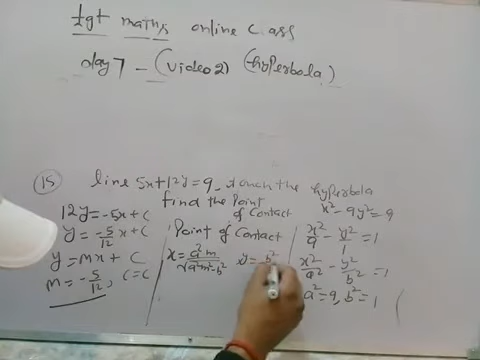 tgt maths online class
day 7 - (video 2) (hyperbola)
(15) line 5x+12y=9, touch the hyperbola
x²-9y²=9
find the Point of Contact
12y=-5x+c
y=-5/12 x+c
y=mx+c
m=-5/12, c=c
Point of Contact
x=a²m/√a²m²-b² y=b²
x²/9 - y²/1 =1
x²/a² - y²/b² =1
a²=9, b²=1